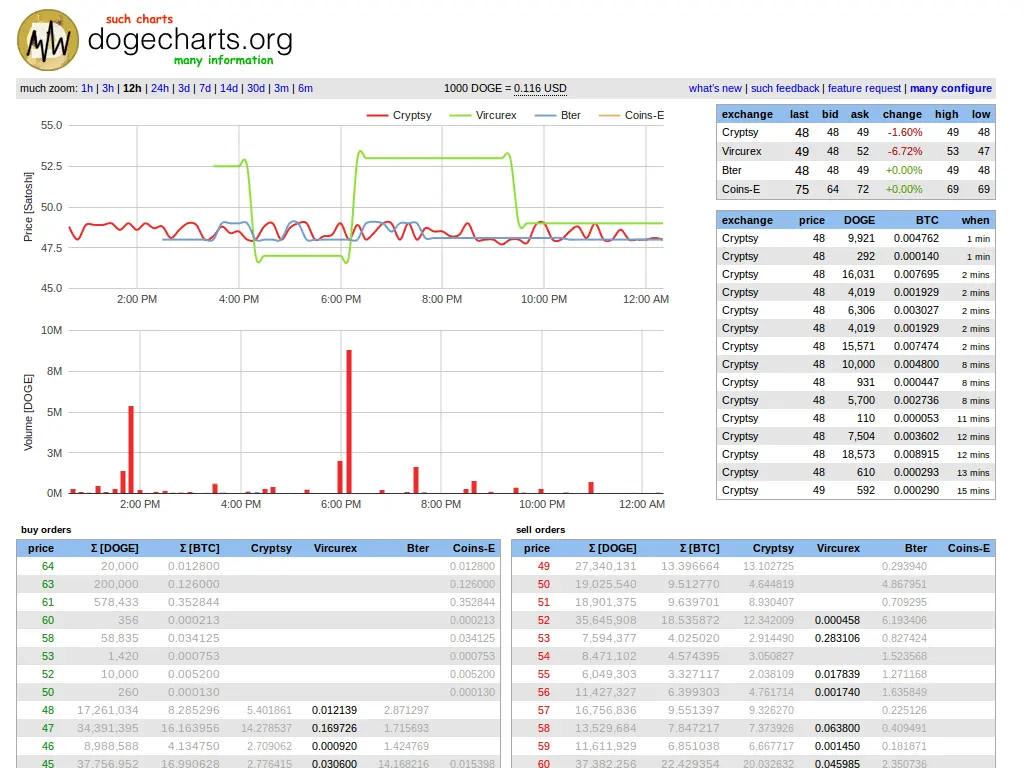 such charts
dogecharts.org
many information
much zoom: 1h | 3h | 12h | 24h | 3d | 7d | 14d | 30d | 3m | 6m 1000 DOGE = 0.116 USD what's new | such feedback | feature request | many configure
Cryptsy Vircurex Bter Coins-E
Price [Satoshi]
55.0
52.5
50.0
47.5
45.0
2:00 PM 4:00 PM 6:00 PM 8:00 PM 10:00 PM 12:00 AM
Volume [DOGE]
10M
8M
5M
3M
0M
2:00 PM 4:00 PM 6:00 PM 8:00 PM 10:00 PM 12:00 AM
exchange last bid ask change high low
Cryptsy 48 48 49 -1.60% 49 48
Vircurex 49 48 52 -6.72% 53 47
Bter 48 48 49 +0.00% 49 48
Coins-E 75 64 72 +0.00% 69 69
exchange price DOGE BTC when
Cryptsy 48 9,921 0.004762 1 min
Cryptsy 48 292 0.000140 1 min
Cryptsy 48 16,031 0.007695 2 mins
Cryptsy 48 4,019 0.001929 2 mins
Cryptsy 48 6,306 0.003027 2 mins
Cryptsy 48 4,019 0.001929 2 mins
Cryptsy 48 15,571 0.007474 2 mins
Cryptsy 48 10,000 0.004800 8 mins
Cryptsy 48 931 0.000447 8 mins
Cryptsy 48 5,700 0.002736 8 mins
Cryptsy 48 110 0.000053 11 mins
Cryptsy 48 7,504 0.003602 12 mins
Cryptsy 48 18,573 0.008915 12 mins
Cryptsy 48 610 0.000293 13 mins
Cryptsy 49 592 0.000290 15 mins
buy orders
price Σ [DOGE] Σ [BTC] Cryptsy Vircurex Bter Coins-E
64 20,000 0.012800 0.012800
63 200,000 0.126000 0.126000
61 578,433 0.352844 0.352844
60 356 0.000213 0.000213
58 58,835 0.034125 0.034125
53 1,420 0.000753 0.000753
52 10,000 0.005200 0.005200
50 260 0.000130 0.000130
48 17,261,034 8.285296 5.401861 0.012139 2.871297
47 34,391,395 16.163956 14.278537 0.169726 1.715693
46 8,988,588 4.134750 2.709062 0.000920 1.424769
45 37,756,952 16.990628 2.776415 0.030600 14.168216 0.015398
sell orders
price Σ [DOGE] Σ [BTC] Cryptsy Vircurex Bter Coins-E
49 27,340,131 13.396664 13.102725 0.293940
50 19,025,540 9.512770 4.644819 4.867951
51 18,901,375 9.639701 8.930407 0.709295
52 35,645,908 18.535872 12.342009 0.000458 6.193406
53 7,594,377 4.025020 2.914490 0.283106 0.827424
54 8,471,102 4.574395 3.050827 1.523568
55 6,049,303 3.327117 2.038109 0.017839 1.271168
56 11,427,327 6.399303 4.761714 0.001740 1.635849
57 16,756,836 9.551397 9.326270 0.225126
58 13,529,684 7.847217 7.373926 0.063800 0.409491
59 11,611,929 6.851038 6.667717 0.001450 0.181871
60 37,382,256 22.429354 20.032632 0.045985 2.350736